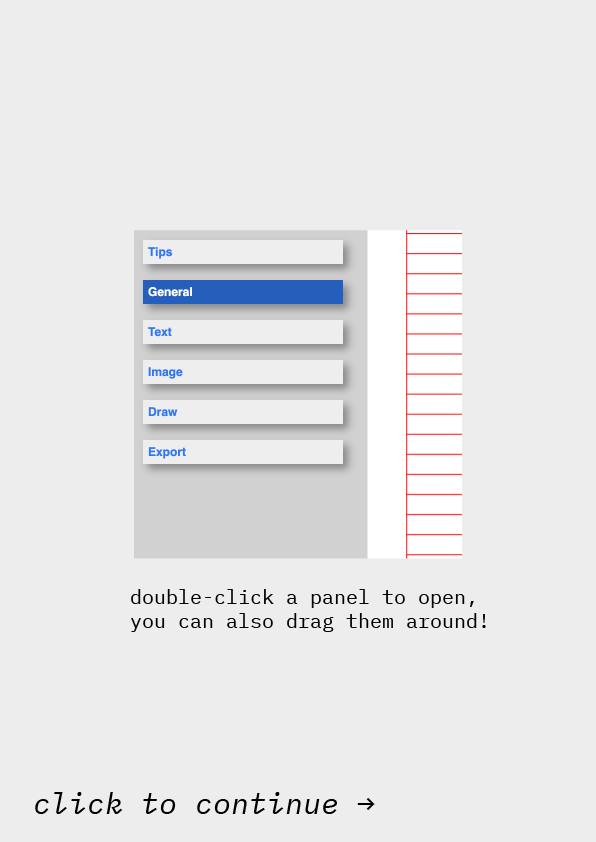 Tips
General
Text
Image
Draw
Export
double-click a panel to open,
you can also drag them around!
click to continue →